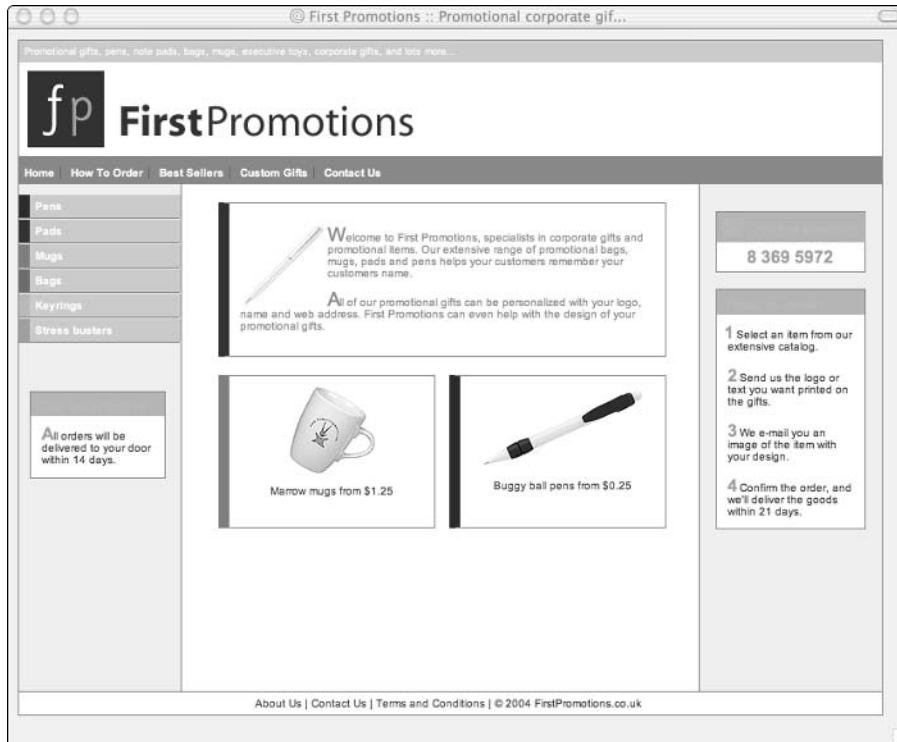 @ First Promotions :: Promotional corporate gif...
Promotional gifts, pens, note pads, bags, mugs, executive toys, corporate gifts, and lots more...
fp FirstPromotions
Home | How To Order | Best Sellers | Custom Gifts | Contact Us
Pens
Pads
Mugs
Bags
Keyrings
Stress busters
All orders will be
delivered to your door
within 14 days.
Welcome to First Promotions, specialists in corporate gifts and
promotional items. Our extensive range of promotional bags,
mugs, pads and pens helps your customers remember your
customers name.
All of our promotional gifts can be personalized with your logo,
name and web address. First Promotions can even help with the design of your
promotional gifts.
Marrow mugs from $1.25
Buggy ball pens from $0.25
8 369 5972
1 Select an item from our
extensive catalog.
2 Send us the logo or
text you want printed on
the gifts.
3 We e-mail you an
image of the item with
your design.
4 Confirm the order, and
we'll deliver the goods
within 21 days.
About Us | Contact Us | Terms and Conditions | © 2004 FirstPromotions.co.uk